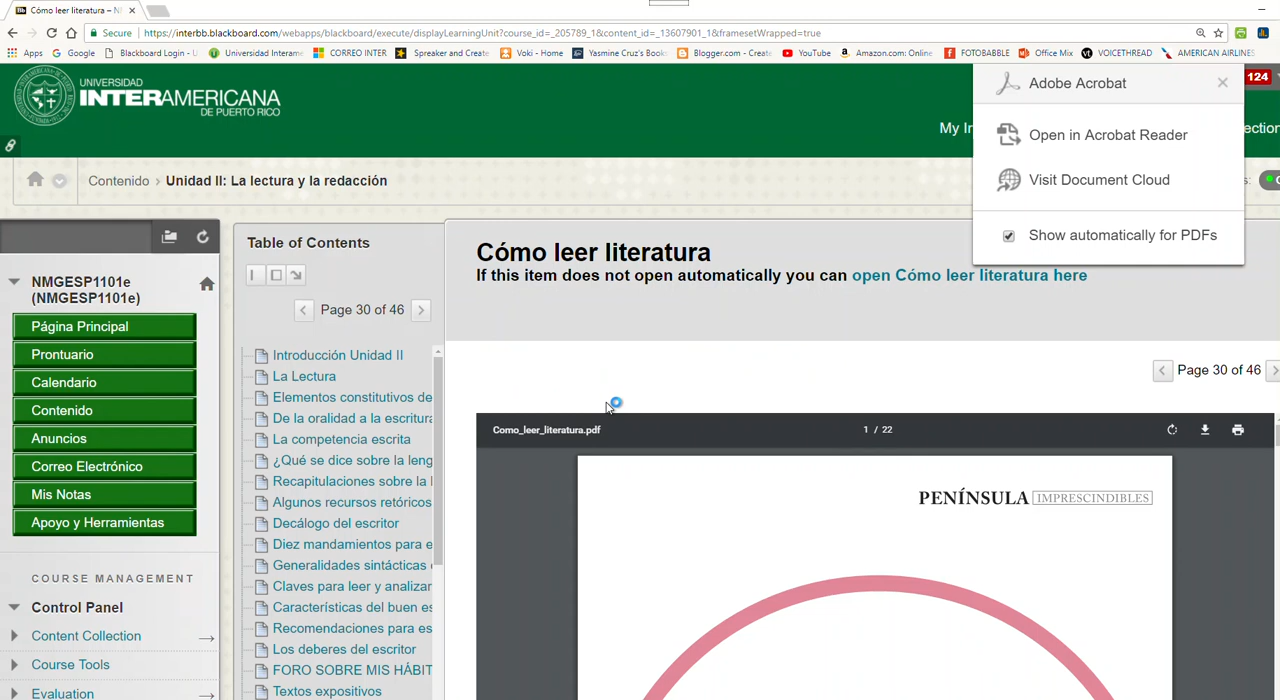 Cómo leer literatura – N
Secure
https://interbb.blackboard.com/webapps/blackboard/execute/displayLearningUnit?course_id=_205789_1&content_id=_13607901_1&framesetWrapped=true
Apps Google Blackboard Login - U Universidad Interame CORREO INTER Spreaker and Create Voki - Home Yasmine Cruz's Book Blogger.com - Create YouTube Amazon.com: Online FOTOBABBLE Office Mix VOICETHREAD AMERICAN AIRLINES
UNIVERSIDAD
INTERAMERICANA
DE PUERTO RICO
124
My In
ection
Adobe Acrobat
Open in Acrobat Reader
Visit Document Cloud
Show automatically for PDFs
Contenido › Unidad II: La lectura y la redacción
s:
NMGESP1101e
(NMGESP1101e)
Página Principal
Prontuario
Calendario
Contenido
Anuncios
Correo Electrónico
Mis Notas
Apoyo y Herramientas
COURSE MANAGEMENT
Control Panel
Content Collection
Course Tools
Evaluation
Table of Contents
Page 30 of 46
Introducción Unidad II
La Lectura
Elementos constitutivos de
De la oralidad a la escritura
La competencia escrita
¿Qué se dice sobre la leng
Recapitulaciones sobre la l
Algunos recursos retóricos
Decálogo del escritor
Diez mandamientos para e
Generalidades sintácticas
Claves para leer y analizar
Características del buen es
Recomendaciones para es
Los deberes del escritor
FORO SOBRE MIS HÁBIT
Textos expositivos
Cómo leer literatura
If this item does not open automatically you can open Cómo leer literatura here
Page 30 of 46
Como_leer_literatura.pdf
1 / 22
PENÍNSULA IMPRESCINDIBLES